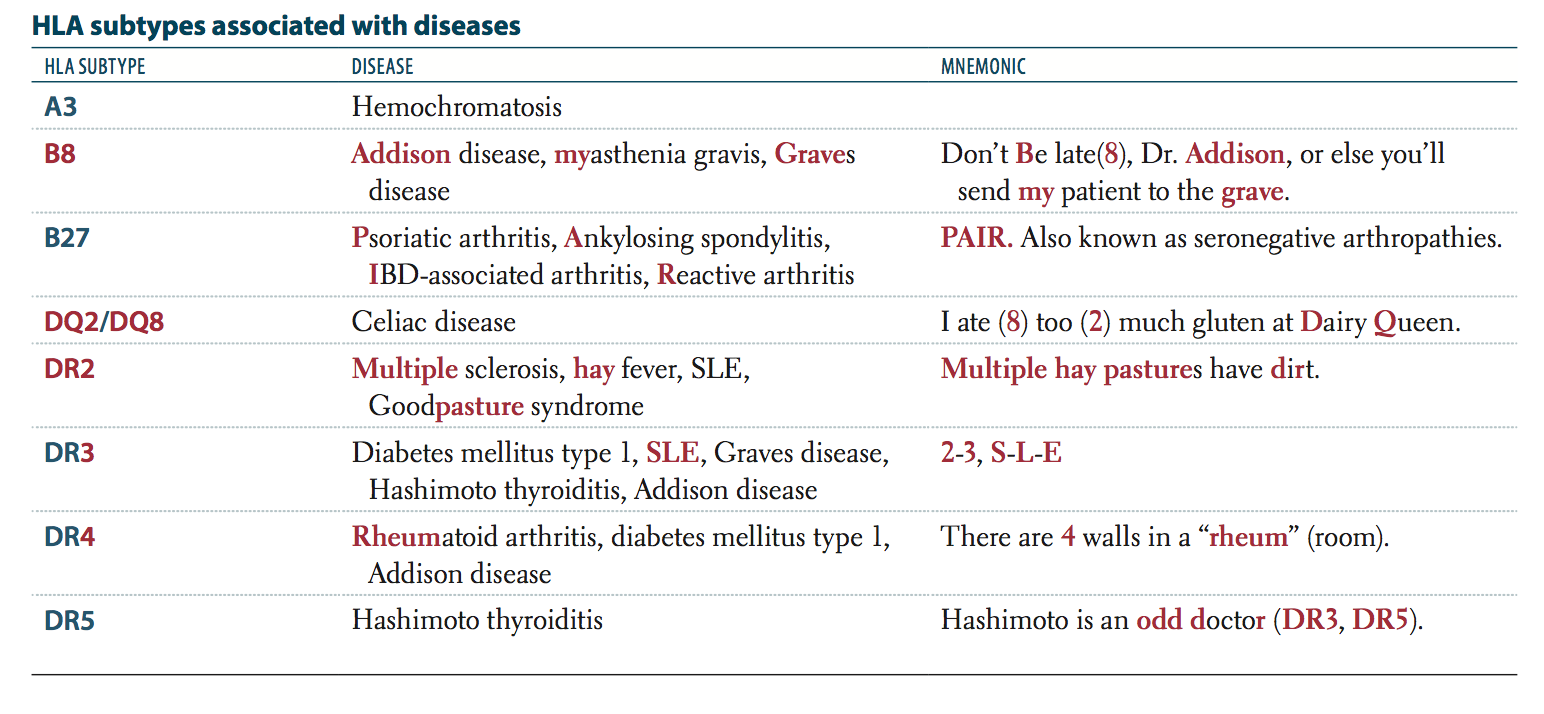 HLA subtypes associated with diseases
HLA SUBTYPE DISEASE MNEMONIC
A3 Hemochromatosis
B8 Addison disease, myasthenia gravis, Graves Don’t Be late(8), Dr. Addison, or else you’ll
disease send my patient to the grave.
B27 Psoriatic arthritis, Ankylosing spondylitis, PAIR. Also known as seronegative arthropathies.
IBD-associated arthritis, Reactive arthritis
DQ2/DQ8 Celiac disease I ate (8) too (2) much gluten at Dairy Queen.
DR2 Multiple sclerosis, hay fever, SLE, Multiple hay pastures have dirt.
Goodpasture syndrome
DR3 Diabetes mellitus type 1, SLE, Graves disease, 2-3, S-L-E
Hashimoto thyroiditis, Addison disease
DR4 Rheumatoid arthritis, diabetes mellitus type 1, There are 4 walls in a “rheum” (room).
Addison disease
DR5 Hashimoto thyroiditis Hashimoto is an odd doctor (DR3, DR5).